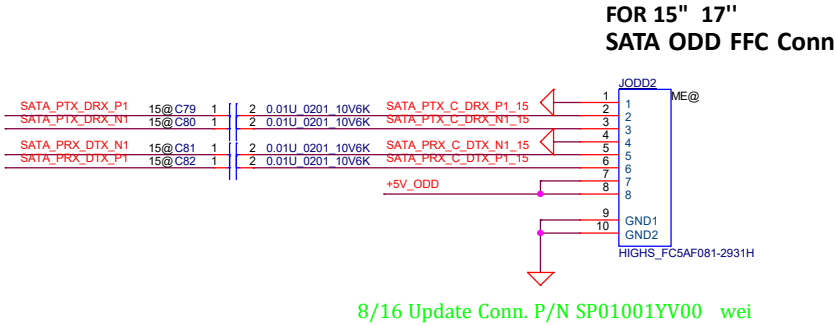 FOR 15" 17''
SATA ODD FFC Conn
JODD2
ME@
SATA_PTX_DRX_P1 15@ C79 1 2 0.01U_0201_10V6K SATA_PTX_C_DRX_P1_15 1 1
2 2
SATA_PTX_DRX_N1 15@ C80 1 2 0.01U_0201_10V6K SATA_PTX_C_DRX_N1_15 3 3
4 4
SATA_PRX_DTX_N1 15@ C81 1 2 0.01U_0201_10V6K SATA_PRX_C_DTX_N1_15 5 5
SATA_PRX_DTX_P1 15@ C82 1 2 0.01U_0201_10V6K SATA_PRX_C_DTX_P1_15 6 6
7 7
+5V_ODD 8 8
9 GND1
10 GND2
HIGHS_FC5AF081-2931H
8/16 Update Conn. P/N SP01001YV00 wei